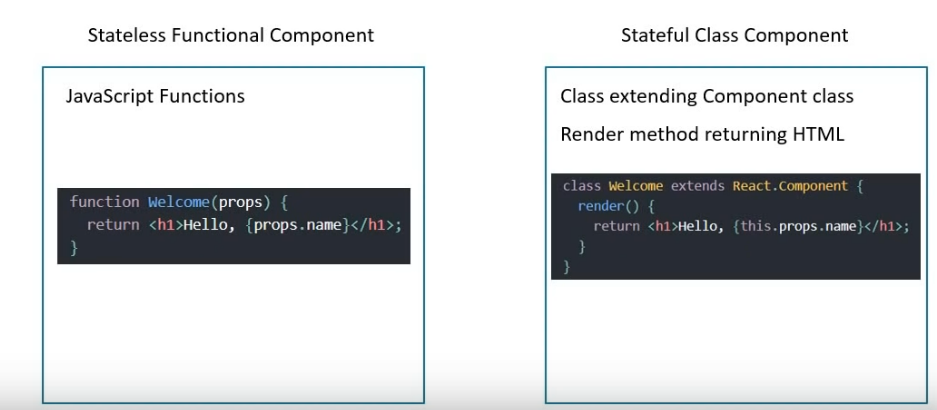 Stateless Functional Component
JavaScript Functions
function Welcome(props) {
  return <h1>Hello, {props.name}</h1>;
}
Stateful Class Component
Class extending Component class
Render method returning HTML
class Welcome extends React.Component {
  render() {
    return <h1>Hello, {this.props.name}</h1>;
  }
}